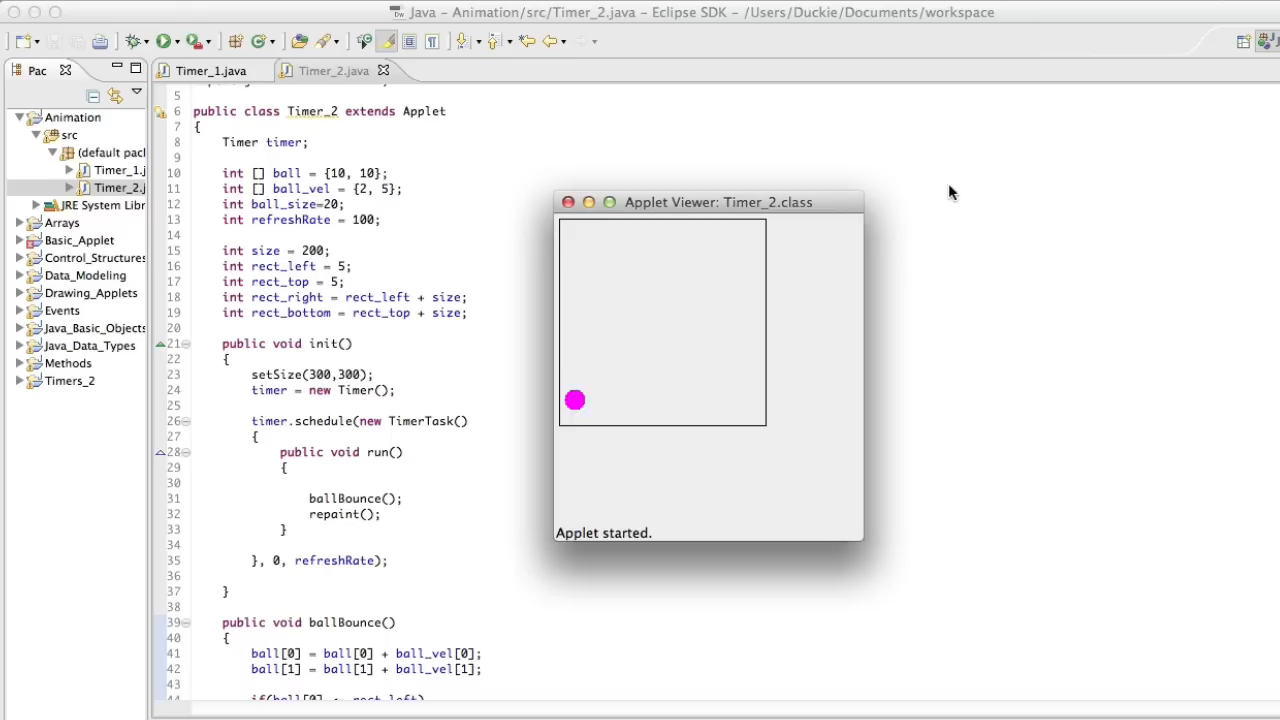 Java – Animation/src/Timer_2.java – Eclipse SDK – /Users/Duckie/Documents/workspace
Pac
Timer_1.java
Timer_2.java
Animation
src
(default pacl
Timer_1.j
Timer_2.j
JRE System Libr
Arrays
Basic_Applet
Control_Structures
Data_Modeling
Drawing_Applets
Events
Java_Basic_Objects
Java_Data_Types
Methods
Timers_2
5
6 public class Timer_2 extends Applet
7 {
8 Timer timer;
9
10 int [] ball = {10, 10};
11 int [] ball_vel = {2, 5};
12 int ball_size=20;
13 int refreshRate = 100;
14
15 int size = 200;
16 int rect_left = 5;
17 int rect_top = 5;
18 int rect_right = rect_left + size;
19 int rect_bottom = rect_top + size;
20
21 public void init()
22 {
23 setSize(300,300);
24 timer = new Timer();
25
26 timer.schedule(new TimerTask()
27 {
28 public void run()
29 {
30
31 ballBounce();
32 repaint();
33 }
34
35 }, 0, refreshRate);
36
37 }
38
39 public void ballBounce()
40 {
41 ball[0] = ball[0] + ball_vel[0];
42 ball[1] = ball[1] + ball_vel[1];
43
Applet Viewer: Timer_2.class
Applet started.